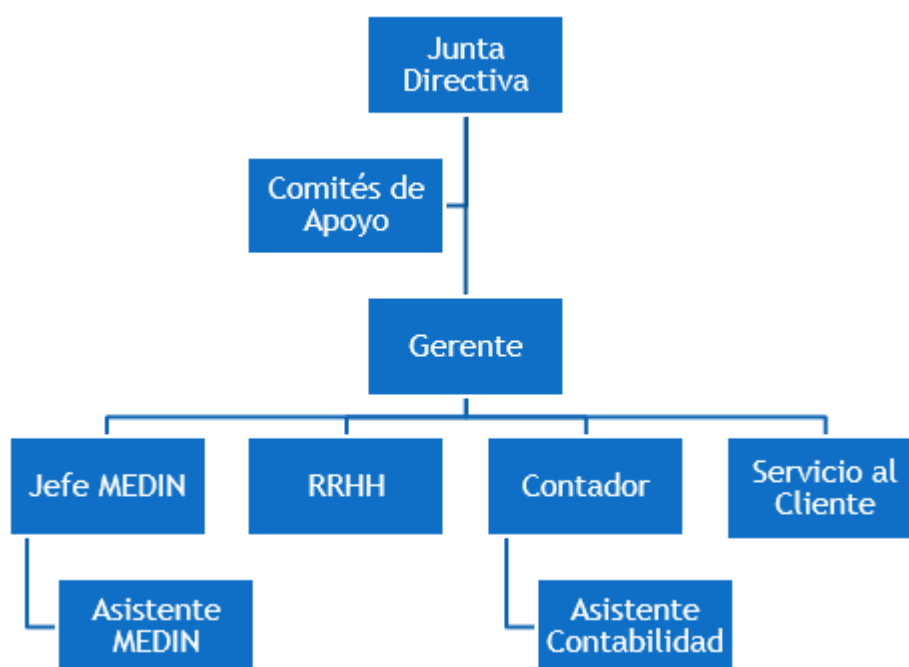 Junta
Directiva
Comités de
Apoyo
Gerente
Jefe MEDIN
RRHH
Contador
Servicio al
Cliente
Asistente
MEDIN
Asistente
Contabilidad